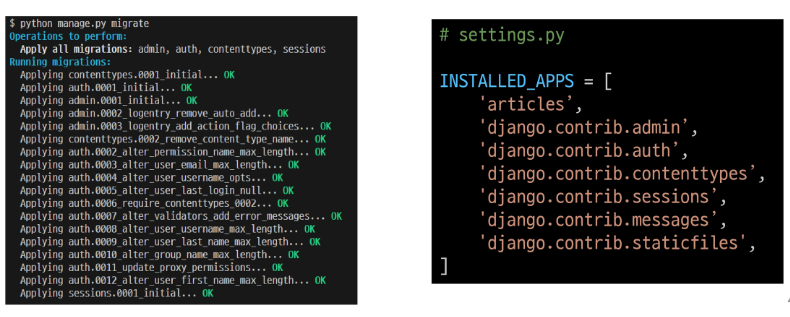 $ python manage.py migrate
Operations to perform:
  Apply all migrations: admin, auth, contenttypes, sessions
Running migrations:
  Applying contenttypes.0001_initial... OK
  Applying auth.0001_initial... OK
  Applying admin.0001_initial... OK
  Applying admin.0002_logentry_remove_auto_add... OK
  Applying admin.0003_logentry_add_action_flag_choices... OK
  Applying contenttypes.0002_remove_content_type_name... OK
  Applying auth.0002_alter_permission_name_max_length... OK
  Applying auth.0003_alter_user_email_max_length... OK
  Applying auth.0004_alter_user_username_opts... OK
  Applying auth.0005_alter_user_last_login_null... OK
  Applying auth.0006_require_contenttypes_0002... OK
  Applying auth.0007_alter_validators_add_error_messages... OK
  Applying auth.0008_alter_user_username_max_length... OK
  Applying auth.0009_alter_user_last_name_max_length... OK
  Applying auth.0010_alter_group_name_max_length... OK
  Applying auth.0011_update_proxy_permissions... OK
  Applying auth.0012_alter_user_first_name_max_length... OK
  Applying sessions.0001_initial... OK
# settings.py
INSTALLED_APPS = [
    'articles',
    'django.contrib.admin',
    'django.contrib.auth',
    'django.contrib.contenttypes',
    'django.contrib.sessions',
    'django.contrib.messages',
    'django.contrib.staticfiles',
]